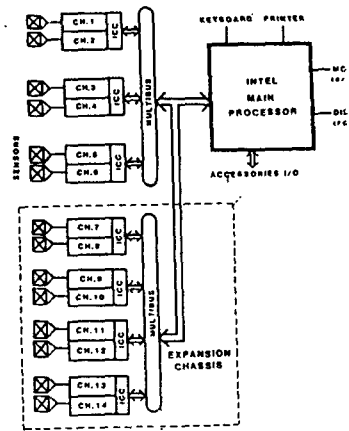 KEYBOARD PRINTER
CH.1
CH.2
ICC
CH.3
CH.4
ICC
CH.5
CH.6
ICC
SENSORS
MULTIBUS
INTEL
MAIN
PROCESSOR
ACCESSORIES I/O
CH.7
CH.8
ICC
CH.9
CH.10
ICC
CH.11
CH.12
ICC
CH.13
CH.14
ICC
MULTIBUS
EXPANSION
CHASSIS